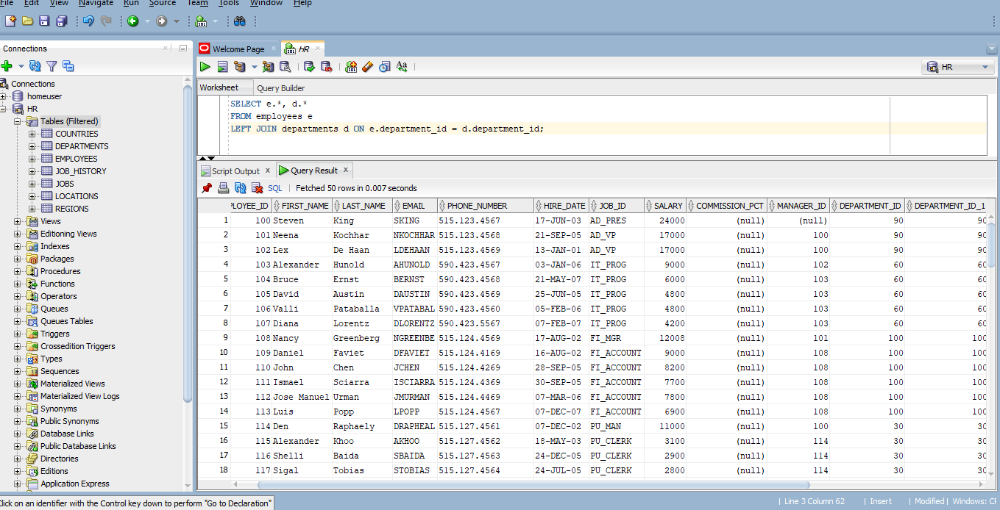 File Edit View Navigate Run Source Team Tools Window Help
Connections
Connections
homeuser
HR
Tables (Filtered)
COUNTRIES
DEPARTMENTS
EMPLOYEES
JOB_HISTORY
JOBS
LOCATIONS
REGIONS
Views
Editioning Views
Indexes
Packages
Procedures
Functions
Operators
Queues
Queues Tables
Triggers
Crossedition Triggers
Types
Sequences
Materialized Views
Materialized View Logs
Synonyms
Public Synonyms
Database Links
Public Database Links
Directories
Editions
Application Express
Welcome Page HR
SQL SQL Aa HR
Worksheet Query Builder
SELECT e.*, d.*
FROM employees e
LEFT JOIN departments d ON e.department_id = d.department_id;
Script Output x Query Result x
SQL | Fetched 50 rows in 0.007 seconds
PLOYEE_ID FIRST_NAME LAST_NAME EMAIL PHONE_NUMBER HIRE_DATE JOB_ID SALARY COMMISSION_PCT MANAGER_ID DEPARTMENT_ID DEPARTMENT_ID_1
1 100 Steven King SKING 515.123.4567 17-JUN-03 AD_PRES 24000 (null) (null) 90 90
2 101 Neena Kochhar NKOCHHAR 515.123.4568 21-SEP-05 AD_VP 17000 (null) 100 90 90
3 102 Lex De Haan LDEHAAN 515.123.4569 13-JAN-01 AD_VP 17000 (null) 100 90 90
4 103 Alexander Hunold AHUNOLD 590.423.4567 03-JAN-06 IT_PROG 9000 (null) 102 60 60
5 104 Bruce Ernst BERNST 590.423.4568 21-MAY-07 IT_PROG 6000 (null) 103 60 60
6 105 David Austin DAUSTIN 590.423.4569 25-JUN-05 IT_PROG 4800 (null) 103 60 60
7 106 Valli Pataballa VPATABAL 590.423.4560 05-FEB-06 IT_PROG 4800 (null) 103 60 60
8 107 Diana Lorentz DLORENTZ 590.423.5567 07-FEB-07 IT_PROG 4200 (null) 103 60 60
9 108 Nancy Greenberg NGREENBE 515.124.4569 17-AUG-02 FI_MGR 12008 (null) 101 100 100
10 109 Daniel Faviet DFAVIET 515.124.4169 16-AUG-02 FI_ACCOUNT 9000 (null) 108 100 100
11 110 John Chen JCHEN 515.124.4269 28-SEP-05 FI_ACCOUNT 8200 (null) 108 100 100
12 111 Ismael Sciarra ISCIARRA 515.124.4369 30-SEP-05 FI_ACCOUNT 7700 (null) 108 100 100
13 112 Jose Manuel Urman JMURMAN 515.124.4469 07-MAR-06 FI_ACCOUNT 7800 (null) 108 100 100
14 113 Luis Popp LPOPP 515.124.4567 07-DEC-07 FI_ACCOUNT 6900 (null) 108 100 100
15 114 Den Raphaely DRAPHEAL 515.127.4561 07-DEC-02 PU_MAN 11000 (null) 100 30 30
16 115 Alexander Khoo AKHOO 515.127.4562 18-MAY-03 PU_CLERK 3100 (null) 114 30 30
17 116 Shelli Baida SBAIDA 515.127.4563 24-DEC-05 PU_CLERK 2900 (null) 114 30 30
18 117 Sigal Tobias STOBIAS 515.127.4564 24-JUL-05 PU_CLERK 2800 (null) 114 30 30
Click on an identifier with the Control key down to perform "Go to Declaration" | Line 3 Column 62 | Insert | Modified | Windows: CF